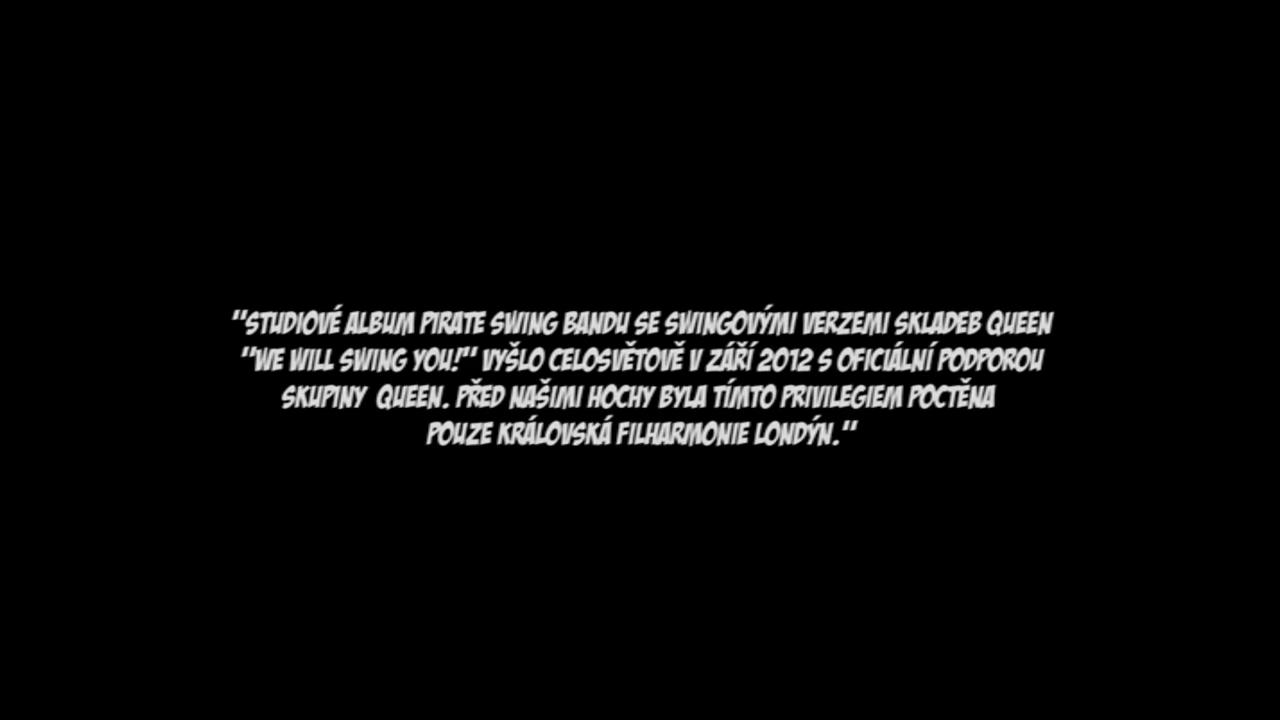 "STUDIOVÉ ALBUM PIRATE SWING BANDU SE SWINGOVÝMI VERZEMI SKLADEB QUEEN
"WE WILL SWING YOU!" VYŠLO CELOSVĚTOVĚ V ZÁŘÍ 2012 S OFICIÁLNÍ PODPOROU
SKUPINY QUEEN. PŘED NAŠIMI HOCHY BYLA TÍMTO PRIVILEGIEM POCTĚNA
POUZE KRÁLOVSKÁ FILHARMONIE LONDÝN."